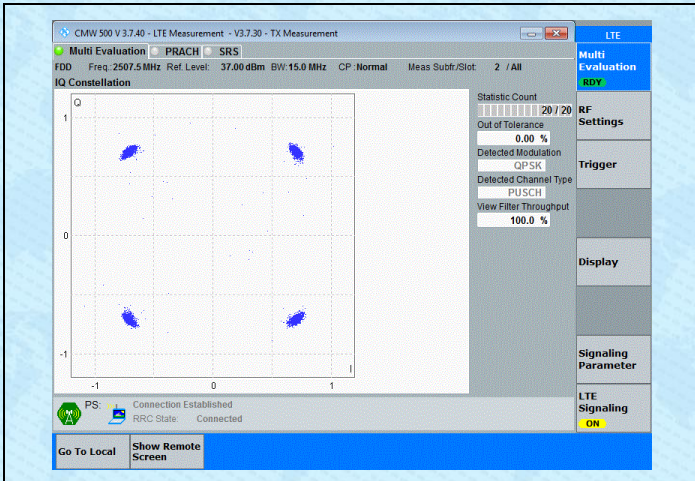 CMW 500 V 3.7.40 - LTE Measurement - V3.7.30 - TX Measurement
LTE
Multi Evaluation PRACH SRS
FDD Freq.:2507.5 MHz Ref. Level: 37.00 dBm BW:15.0 MHz CP :Normal Meas Subfr./Slot: 2 / All
IQ Constellation
Q
1
0
-1
-1 0 1
I
Statistic Count
20 / 20
Out of Tolerance
0.00 %
Detected Modulation
QPSK
Detected Channel Type
PUSCH
View Filter Throughput
100.0 %
Multi
Evaluation
RDY
RF
Settings
Trigger
Display
Signaling
Parameter
LTE
Signaling
ON
PS: Connection Established
RRC State: Connected
Go To Local
Show Remote
Screen